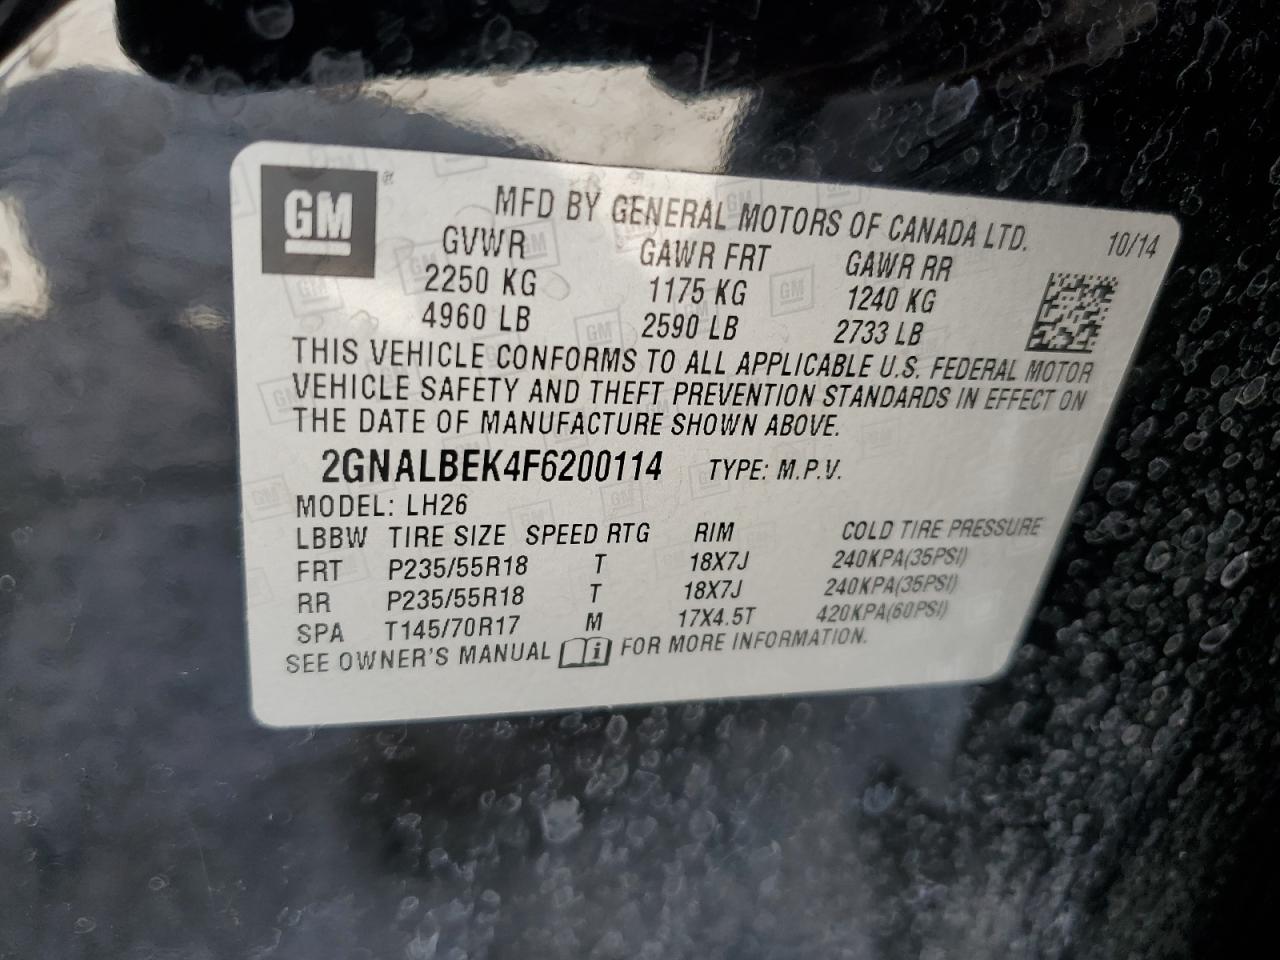 GM ®
MFD BY GENERAL MOTORS OF CANADA LTD. 10/14
GVWR GAWR FRT GAWR RR
2250 KG 1175 KG 1240 KG
4960 LB 2590 LB 2733 LB
THIS VEHICLE CONFORMS TO ALL APPLICABLE U.S. FEDERAL MOTOR
VEHICLE SAFETY AND THEFT PREVENTION STANDARDS IN EFFECT ON
THE DATE OF MANUFACTURE SHOWN ABOVE.
2GNALBEK4F6200114 TYPE: M.P.V.
MODEL: LH26
LBBW TIRE SIZE SPEED RTG RIM COLD TIRE PRESSURE
FRT P235/55R18 T 18X7J 240KPA(35PSI)
RR P235/55R18 T 18X7J 240KPA(35PSI)
SPA T145/70R17 M 17X4.5T 420KPA(60PSI)
SEE OWNER'S MANUAL i FOR MORE INFORMATION.